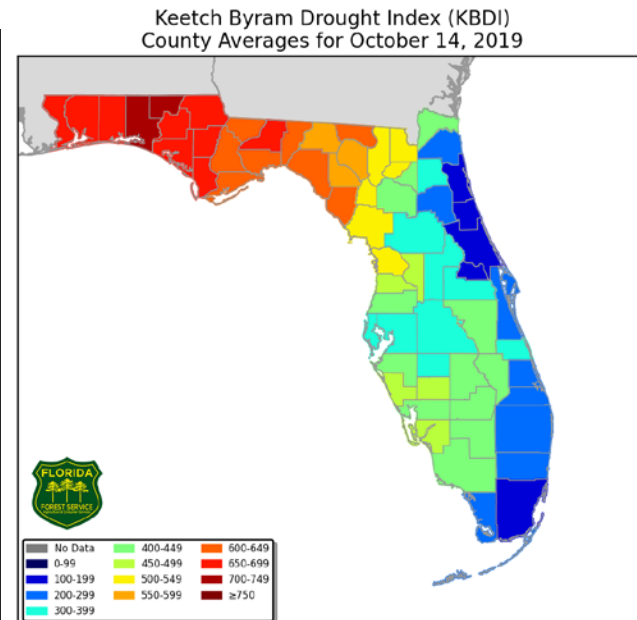 Keetch Byram Drought Index (KBDI)
County Averages for October 14, 2019
FLORIDA
FOREST SERVICE
No Data
0-99
100-199
200-299
300-399
400-449
450-499
500-549
550-599
600-649
650-699
700-749
≥750